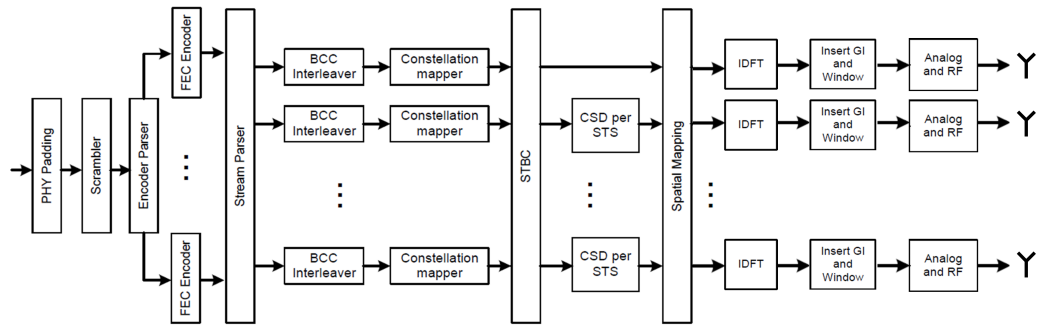 PHY Padding
Scrambler
Encoder Parser
FEC Encoder
FEC Encoder
Stream Parser
BCC
Interleaver
Constellation
mapper
BCC
Interleaver
Constellation
mapper
BCC
Interleaver
Constellation
mapper
STBC
CSD per
STS
CSD per
STS
Spatial Mapping
IDFT
Insert GI
and
Window
Analog
and RF
IDFT
Insert GI
and
Window
Analog
and RF
IDFT
Insert GI
and
Window
Analog
and RF